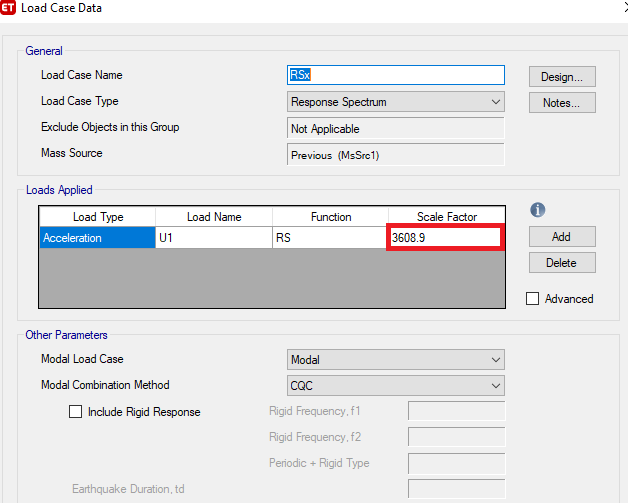 ET Load Case Data
General
Load Case Name RSx Design...
Load Case Type Response Spectrum Notes...
Exclude Objects in this Group Not Applicable
Mass Source Previous (MsSrc1)
Loads Applied
Load Type Load Name Function Scale Factor
Acceleration U1 RS 3608.9
i
Add
Delete
Advanced
Other Parameters
Modal Load Case Modal
Modal Combination Method CQC
Include Rigid Response Rigid Frequency, f1
Rigid Frequency, f2
Periodic + Rigid Type
Earthquake Duration, td